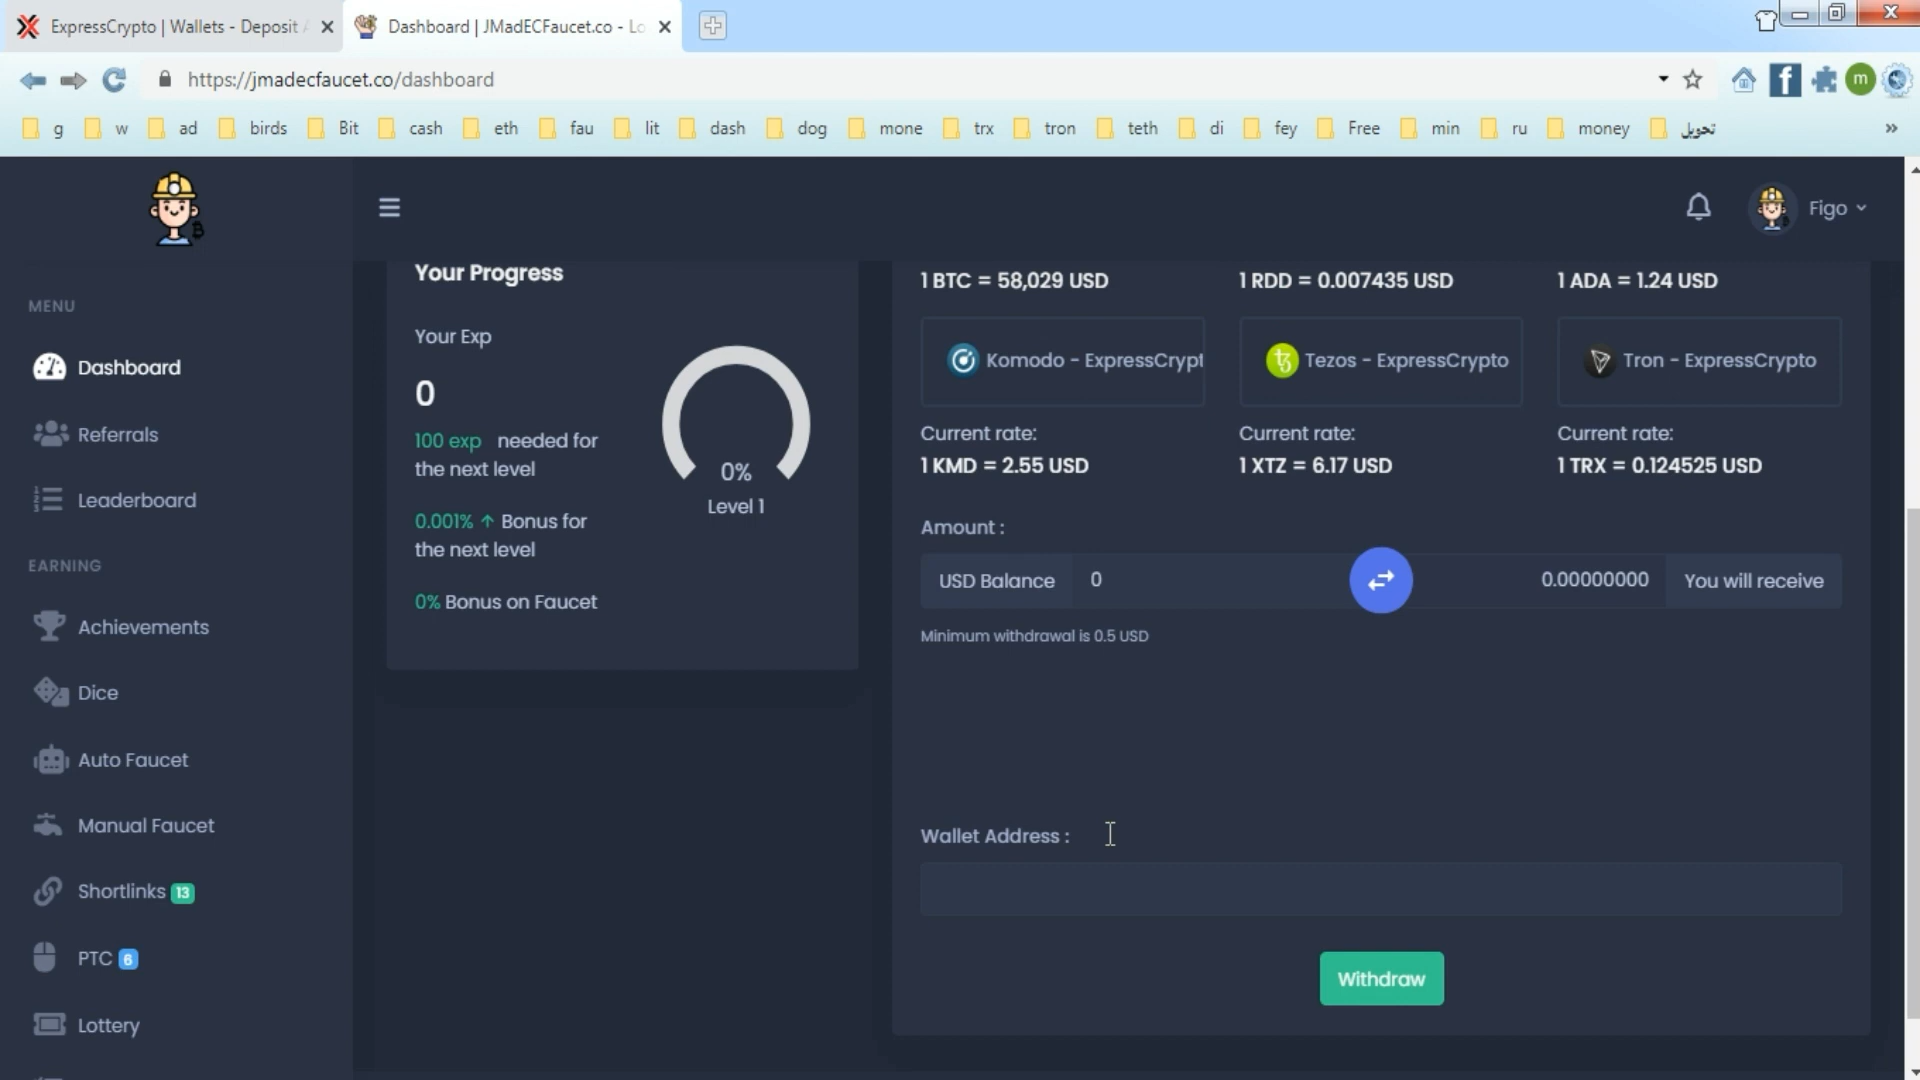 ExpressCrypto | Wallets - Deposit
Dashboard | JMadECFaucet.co - Lo
https://jmadecfaucet.co/dashboard
m
g w ad birds Bit cash eth fau lit dash dog mone trx tron teth di fey Free min ru money تحويل »
Figo
MENU
Dashboard
Referrals
Leaderboard
EARNING
Achievements
Dice
Auto Faucet
Manual Faucet
Shortlinks 13
PTC 6
Lottery
Your Progress
Your Exp
0
100 exp needed for
the next level
0.001% ↑ Bonus for
the next level
0% Bonus on Faucet
0%
Level 1
1 BTC = 58,029 USD
1 RDD = 0.007435 USD
1 ADA = 1.24 USD
Komodo - ExpressCrypt
Tezos - ExpressCrypto
Tron - ExpressCrypto
Current rate:
1 KMD = 2.55 USD
Current rate:
1 XTZ = 6.17 USD
Current rate:
1 TRX = 0.124525 USD
Amount :
USD Balance 0
0.00000000 You will receive
Minimum withdrawal is 0.5 USD
Wallet Address :
Withdraw